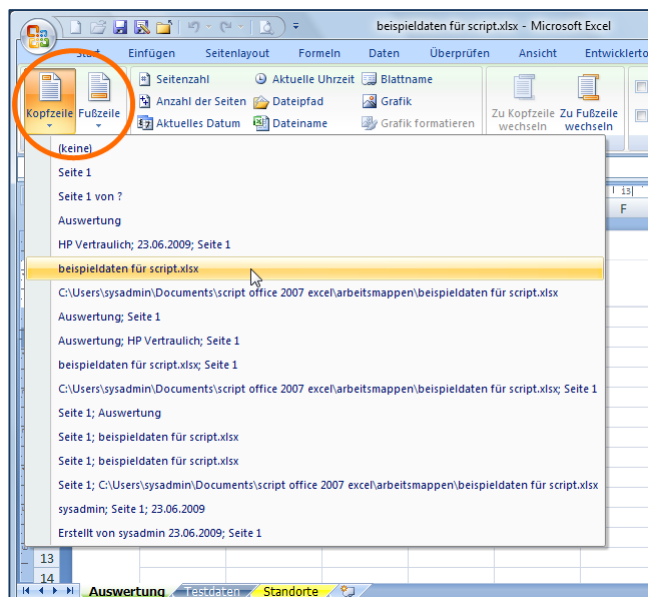 beispieldaten für script.xlsx - Microsoft Excel
Start Einfügen Seitenlayout Formeln Daten Überprüfen Ansicht Entwicklerto
Kopfzeile Fußzeile
Seitenzahl Aktuelle Uhrzeit Blattname
Anzahl der Seiten Dateipfad Grafik
Aktuelles Datum Dateiname Grafik formatieren
Zu Kopfzeile wechseln
Zu Fußzeile wechseln
(keine)
Seite 1
Seite 1 von ?
Auswertung
HP Vertraulich; 23.06.2009; Seite 1
beispieldaten für script.xlsx
C:\Users\sysadmin\Documents\script office 2007 excel\arbeitsmappen\beispieldaten für script.xlsx
Auswertung; Seite 1
Auswertung; HP Vertraulich; Seite 1
beispieldaten für script.xlsx; Seite 1
C:\Users\sysadmin\Documents\script office 2007 excel\arbeitsmappen\beispieldaten für script.xlsx; Seite 1
Seite 1; Auswertung
Seite 1; beispieldaten für script.xlsx
Seite 1; beispieldaten für script.xlsx
Seite 1; C:\Users\sysadmin\Documents\script office 2007 excel\arbeitsmappen\beispieldaten für script.xlsx
sysadmin; Seite 1; 23.06.2009
Erstellt von sysadmin 23.06.2009; Seite 1
13
F
13
14
Auswertung Testdaten Standorte